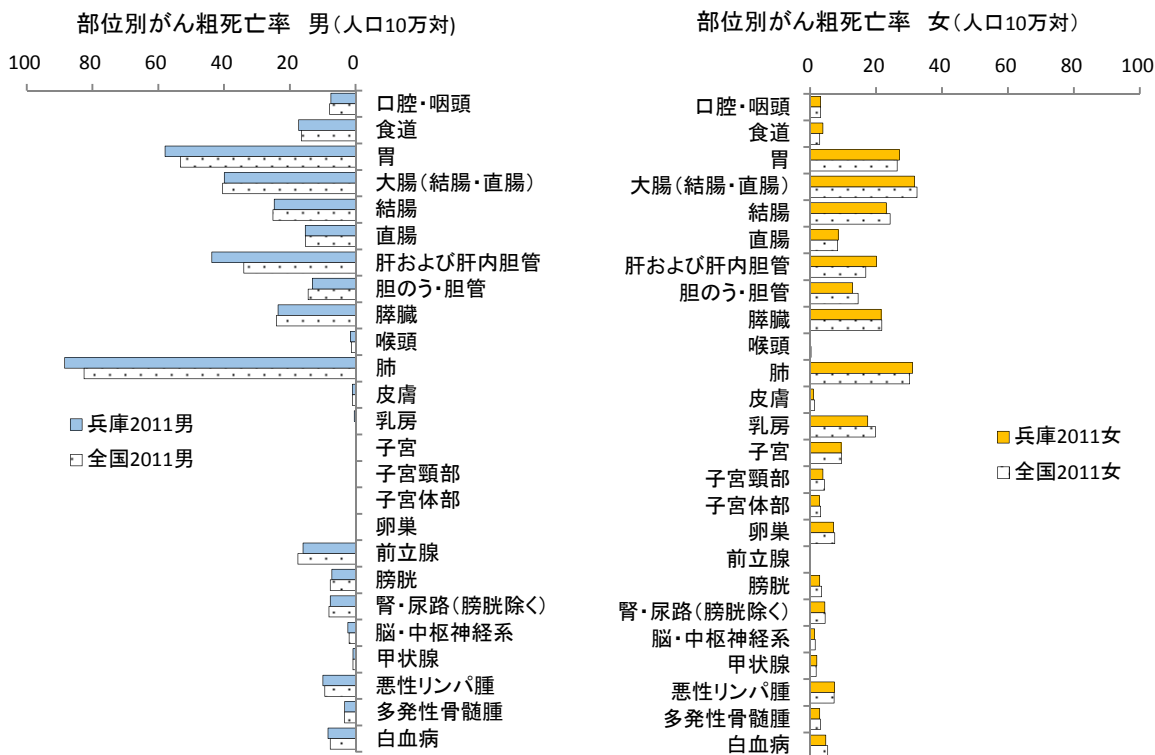 部位別がん粗死亡率 男(人口10万対)
100 80 60 40 20 0
口腔・咽頭
食道
胃
大腸(結腸・直腸)
結腸
直腸
肝および肝内胆管
胆のう・胆管
膵臓
喉頭
肺
皮膚
乳房
子宮
子宮頸部
子宮体部
卵巣
前立腺
膀胱
腎・尿路(膀胱除く)
脳・中枢神経系
甲状腺
悪性リンパ腫
多発性骨髄腫
白血病
兵庫2011男
全国2011男
部位別がん粗死亡率 女(人口10万対)
0 20 40 60 80 100
口腔・咽頭
食道
胃
大腸(結腸・直腸)
結腸
直腸
肝および肝内胆管
胆のう・胆管
膵臓
喉頭
肺
皮膚
乳房
子宮
子宮頸部
子宮体部
卵巣
前立腺
膀胱
腎・尿路(膀胱除く)
脳・中枢神経系
甲状腺
悪性リンパ腫
多発性骨髄腫
白血病
兵庫2011女
全国2011女